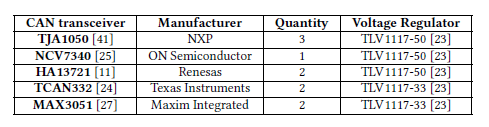 CAN transceiver Manufacturer Quantity Voltage Regulator
TJA1050 [41] NXP 3 TLV1117-50 [23]
NCV7340 [25] ON Semiconductor 1 TLV1117-50 [23]
HA13721 [11] Renesas 2 TLV1117-50 [23]
TCAN332 [24] Texas Instruments 2 TLV1117-33 [23]
MAX3051 [27] Maxim Integrated 2 TLV1117-33 [23]